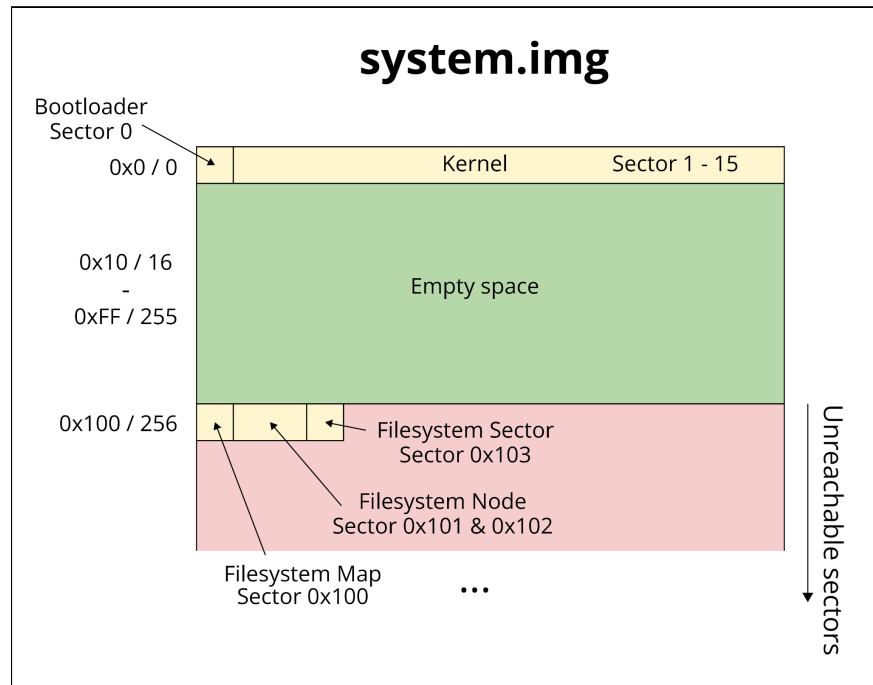 system.img
Bootloader
Sector 0
0x0 / 0
Kernel
Sector 1 - 15
0x10 / 16
-
0xFF / 255
Empty space
0x100 / 256
Filesystem Sector
Sector 0x103
Filesystem Node
Sector 0x101 & 0x102
Filesystem Map
Sector 0x100
...
Unreachable sectors